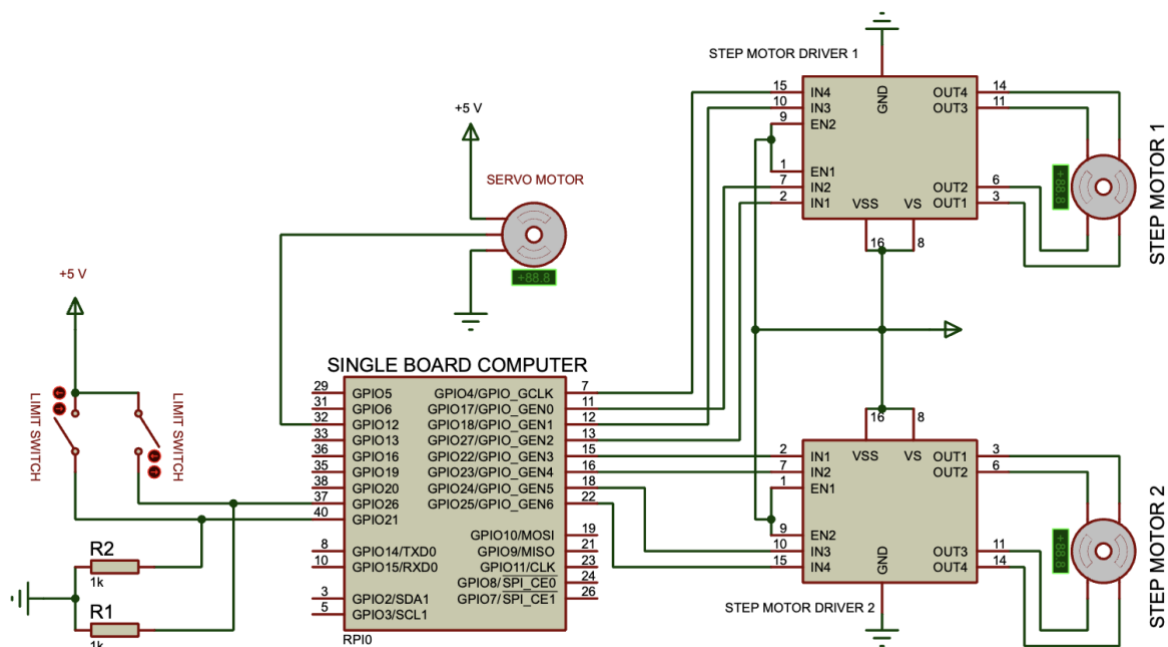 STEP MOTOR DRIVER 1
15 IN4 OUT4 14
10 IN3 GND OUT3 11
9 EN2
1 EN1
7 IN2 OUT2 6
2 IN1 VSS VS OUT1 3
16 8
STEP MOTOR 1
+88.8
+5 V
SERVO MOTOR
+88.8
+5 V
LIMIT SWITCH
LIMIT SWITCH
SINGLE BOARD COMPUTER
29 GPIO5 GPIO4/GPIO_GCLK 7
31 GPIO6 GPIO17/GPIO_GEN0 11
32 GPIO12 GPIO18/GPIO_GEN1 12
33 GPIO13 GPIO27/GPIO_GEN2 13
36 GPIO16 GPIO22/GPIO_GEN3 15
35 GPIO19 GPIO23/GPIO_GEN4 16
38 GPIO20 GPIO24/GPIO_GEN5 18
37 GPIO26 GPIO25/GPIO_GEN6 22
40 GPIO21
GPIO10/MOSI 19
8 GPIO14/TXD0 GPIO9/MISO 21
10 GPIO15/RXD0 GPIO11/CLK 23
GPIO8/SPI_CE0 24
3 GPIO2/SDA1 GPIO7/SPI_CE1 26
5 GPIO3/SCL1
RPI0
R2
1k
R1
1k
16 8
2 IN1 VSS VS OUT1 3
7 IN2 OUT2 6
1 EN1
9 EN2
10 IN3 GND OUT3 11
15 IN4 OUT4 14
STEP MOTOR DRIVER 2
STEP MOTOR 2
+88.8